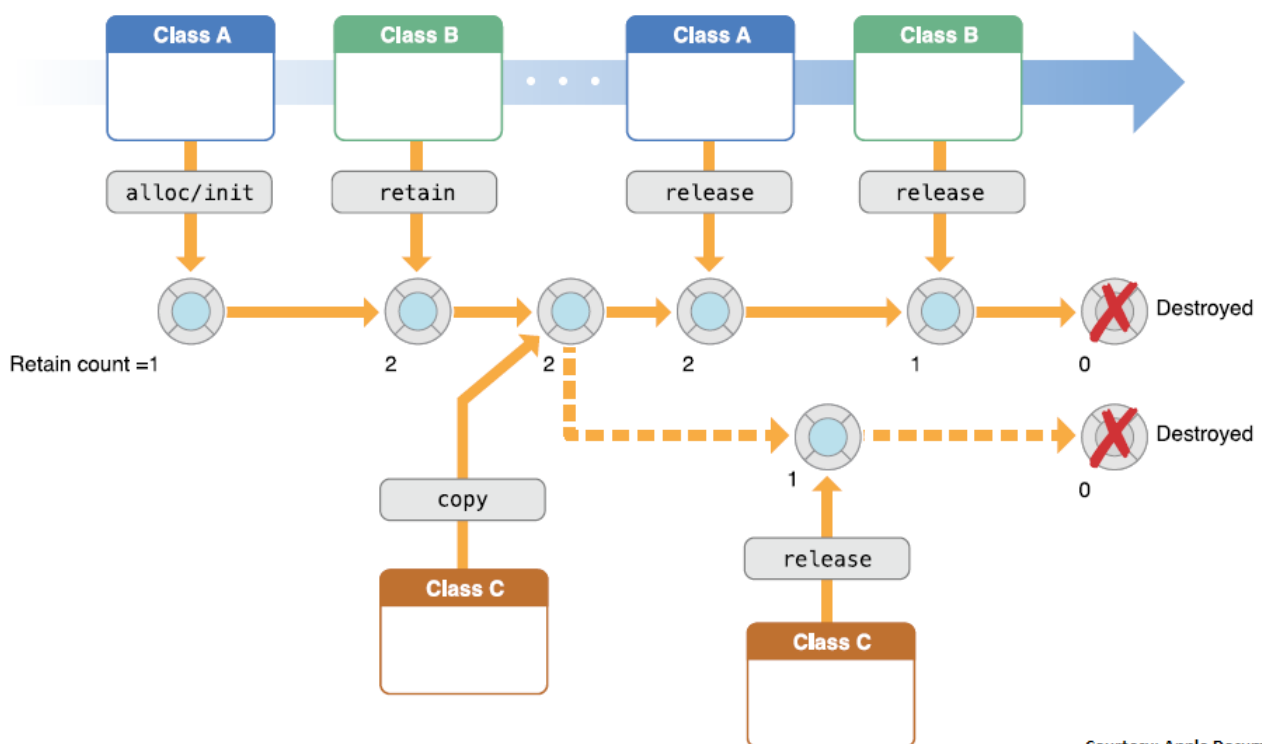 Class A
Class B
Class A
Class B
alloc/init
retain
release
release
Destroyed
Retain count =1
2
2
2
1
0
Destroyed
1
0
copy
release
Class C
Class C